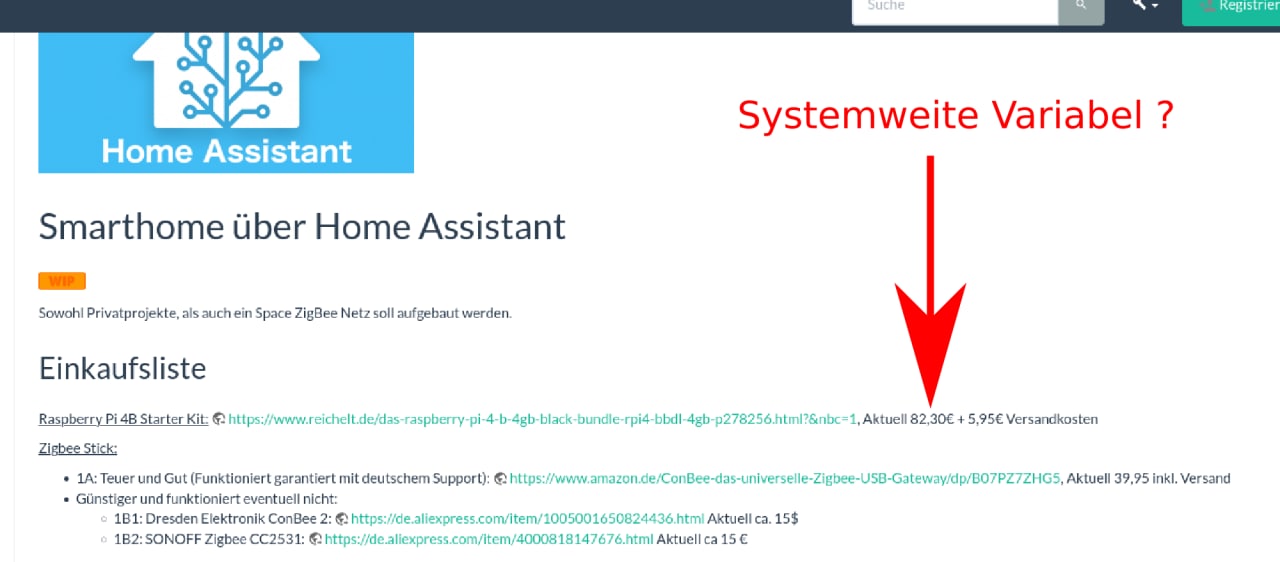 Suche
Registrier
Systemweite Variabel ?
Home Assistant
Smarthome über Home Assistant
WIP
Sowohl Privatprojekte, als auch ein Space ZigBee Netz soll aufgebaut werden.
Einkaufsliste
Raspberry Pi 4B Starter Kit: https://www.reichelt.de/das-raspberry-pi-4-b-4gb-black-bundle-rpi4-bbdl-4gb-p278256.html?&nbc=1, Aktuell 82,30€ + 5,95€ Versandkosten
Zigbee Stick:
• 1A: Teuer und Gut (Funktioniert garantiert mit deutschem Support): https://www.amazon.de/ConBee-das-universelle-Zigbee-USB-Gateway/dp/B07PZ7ZHG5, Aktuell 39,95 inkl. Versand
• Günstiger und funktioniert eventuell nicht:
◦ 1B1: Dresden Elektronik ConBee 2: https://de.aliexpress.com/item/1005001650824436.html Aktuell ca. 15$
◦ 1B2: SONOFF Zigbee CC2531: https://de.aliexpress.com/item/4000818147676.html Aktuell ca 15 €